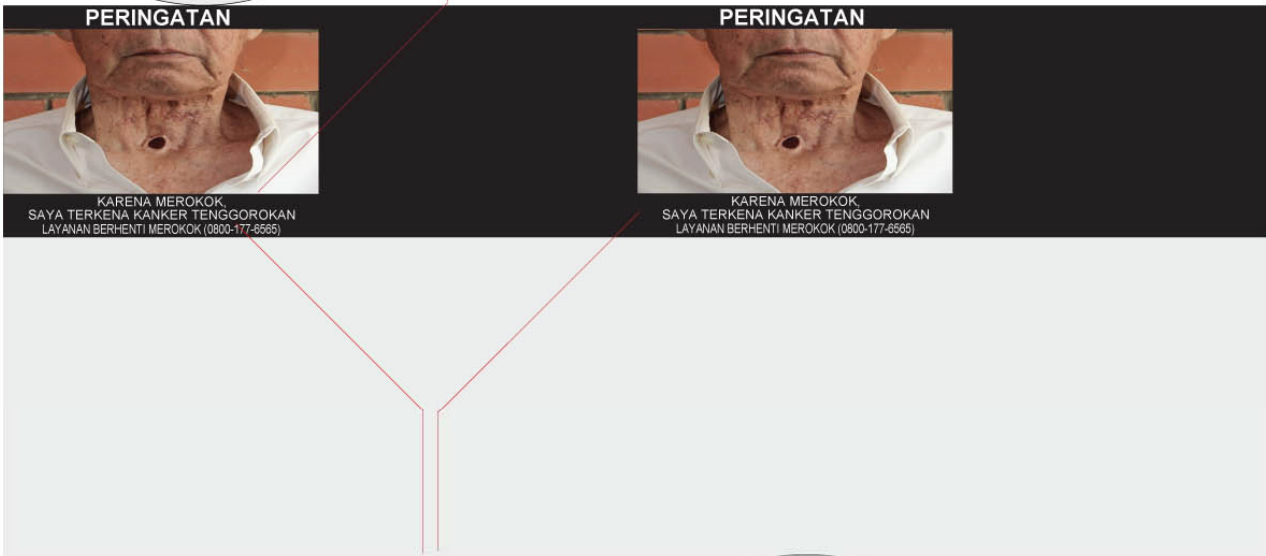 PERINGATAN
KARENA MEROKOK,
SAYA TERKENA KANKER TENGGOROKAN
LAYANAN BERHENTI MEROKOK (0800-177-6565)
PERINGATAN
KARENA MEROKOK,
SAYA TERKENA KANKER TENGGOROKAN
LAYANAN BERHENTI MEROKOK (0800-177-6565)